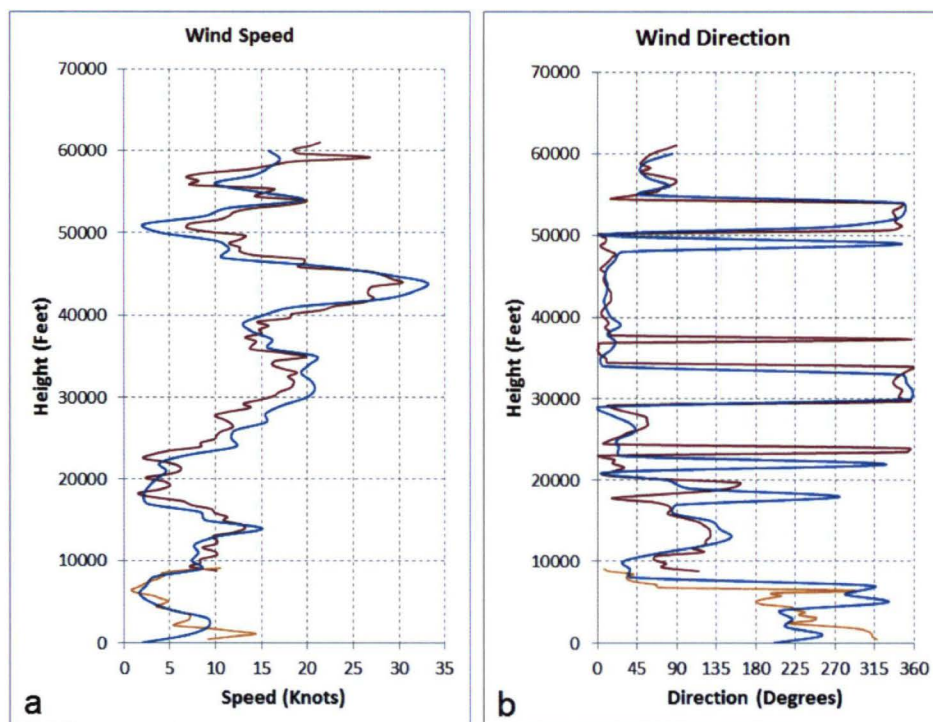 Wind Speed
70000
60000
50000
40000
30000
20000
10000
0
Height (Feet)
0 5 10 15 20 25 30 35
Speed (Knots)
a
Wind Direction
70000
60000
50000
40000
30000
20000
10000
0
Height (Feet)
0 45 90 135 180 225 270 315 360
Direction (Degrees)
b